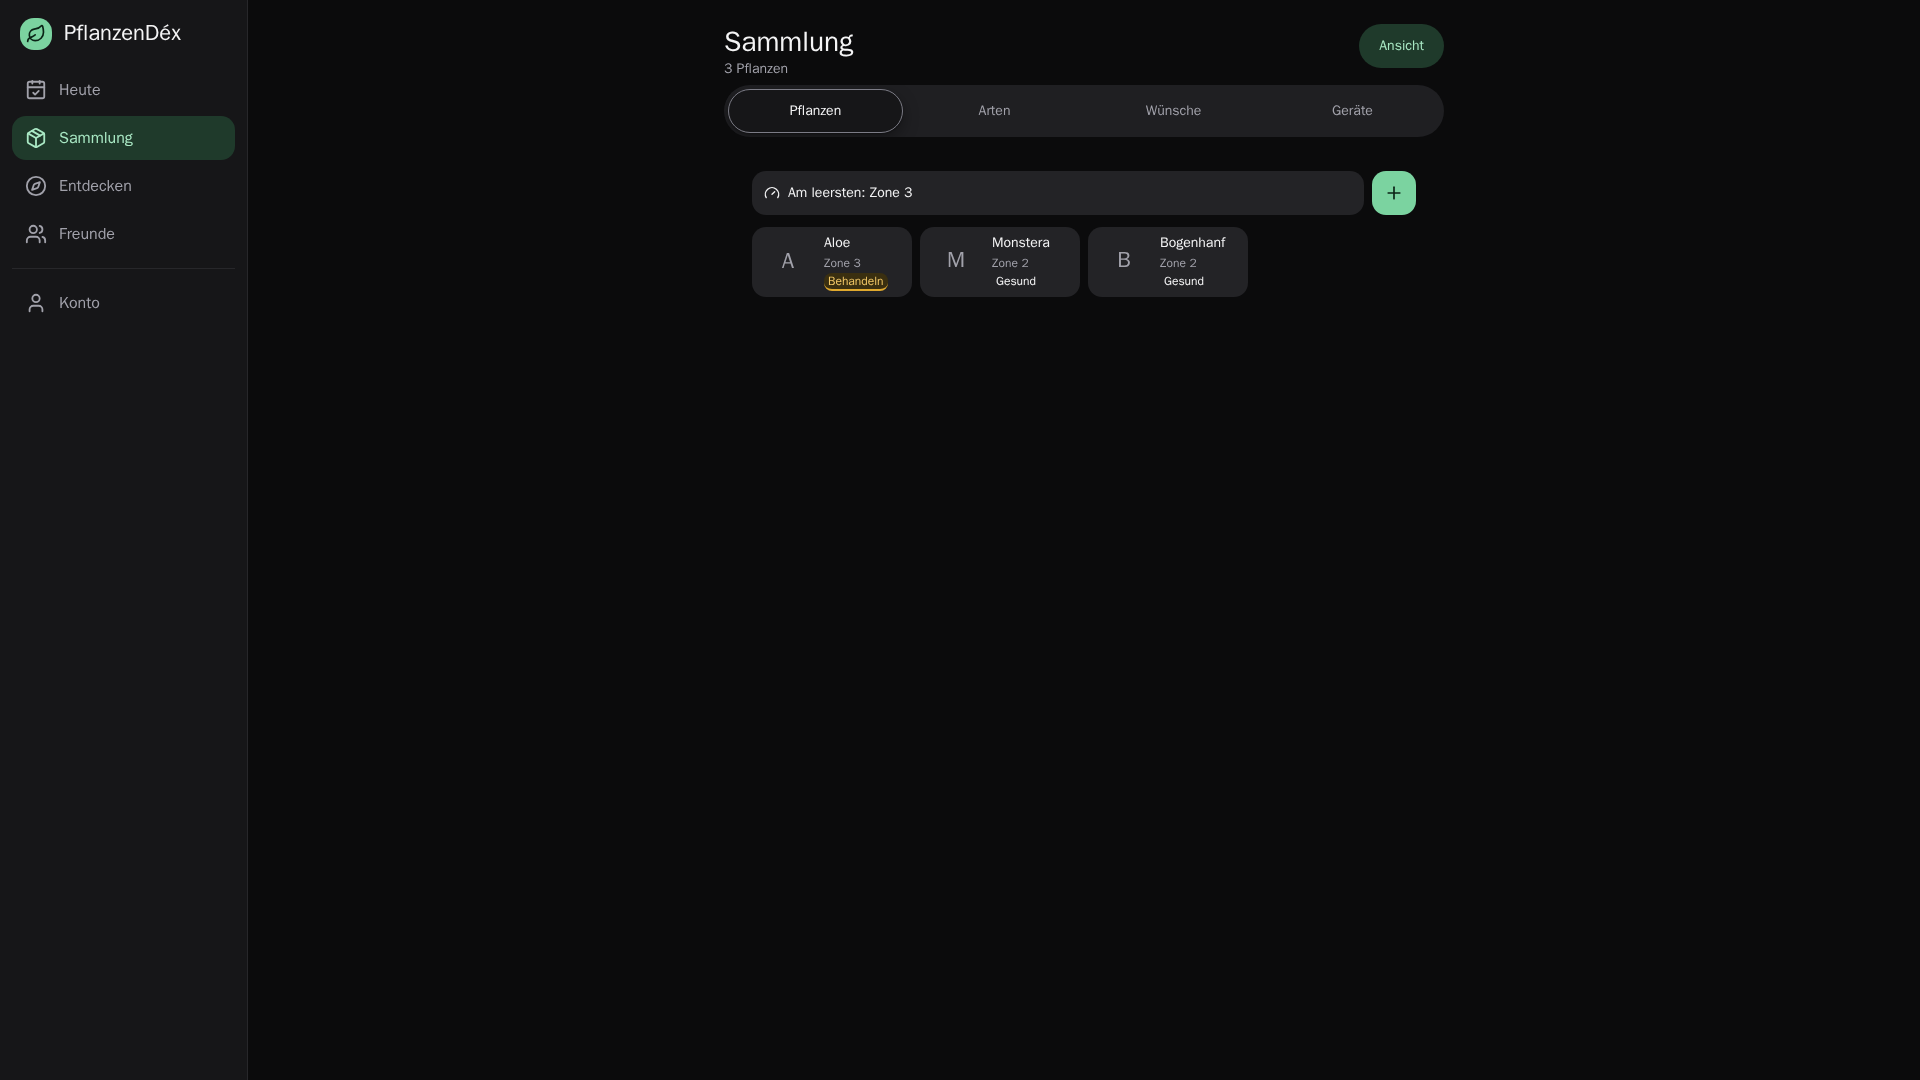 PflanzenDéx
Heute
Sammlung
Entdecken
Freunde
Konto
Sammlung
3 Pflanzen
Ansicht
Pflanzen
Arten
Wünsche
Geräte
Am leersten: Zone 3
A
Aloe
Zone 3
Behandeln
M
Monstera
Zone 2
Gesund
B
Bogenhanf
Zone 2
Gesund